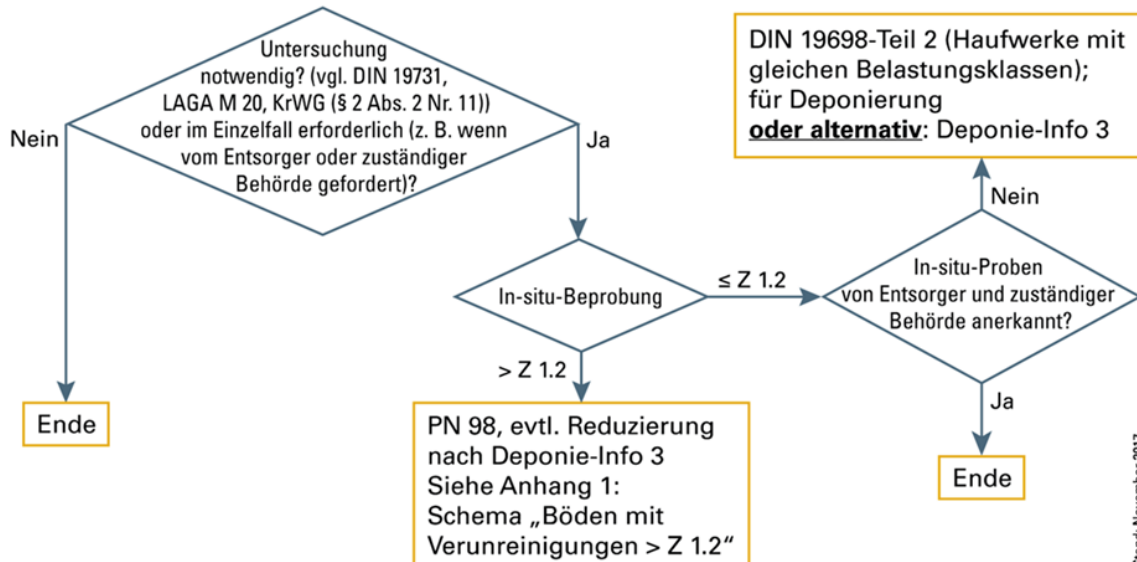 Untersuchung
notwendig? (vgl. DIN 19731,
LAGA M 20, KrWG (§ 2 Abs. 2 Nr. 11))
oder im Einzelfall erforderlich (z. B. wenn
vom Entsorger oder zuständiger
Behörde gefordert)?
Nein
Ja
DIN 19698-Teil 2 (Haufwerke mit
gleichen Belastungsklassen);
für Deponierung
oder alternativ: Deponie-Info 3
Nein
In-situ-Beprobung
≤ Z 1.2
In-situ-Proben
von Entsorger und zuständiger
Behörde anerkannt?
> Z 1.2
Ja
Ende
PN 98, evtl. Reduzierung
nach Deponie-Info 3
Siehe Anhang 1:
Schema „Böden mit
Verunreinigungen > Z 1.2“
Ende
Stand: November 2017